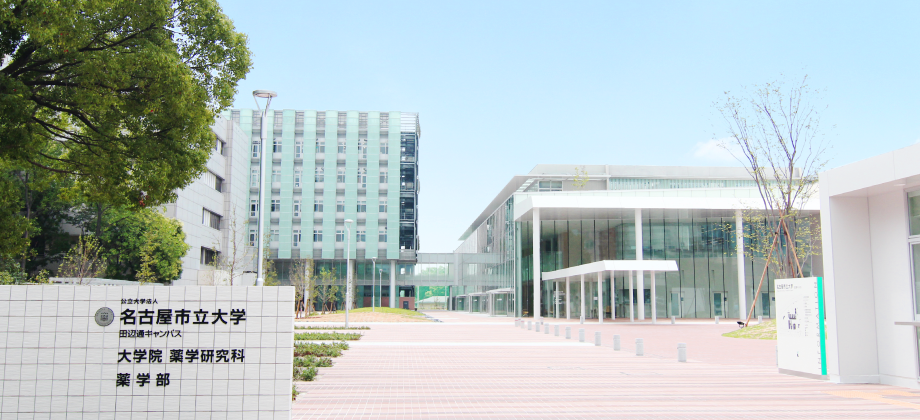 公立大学法人
名古屋市立大学
田辺通キャンパス
大学院 薬学研究科
薬学部